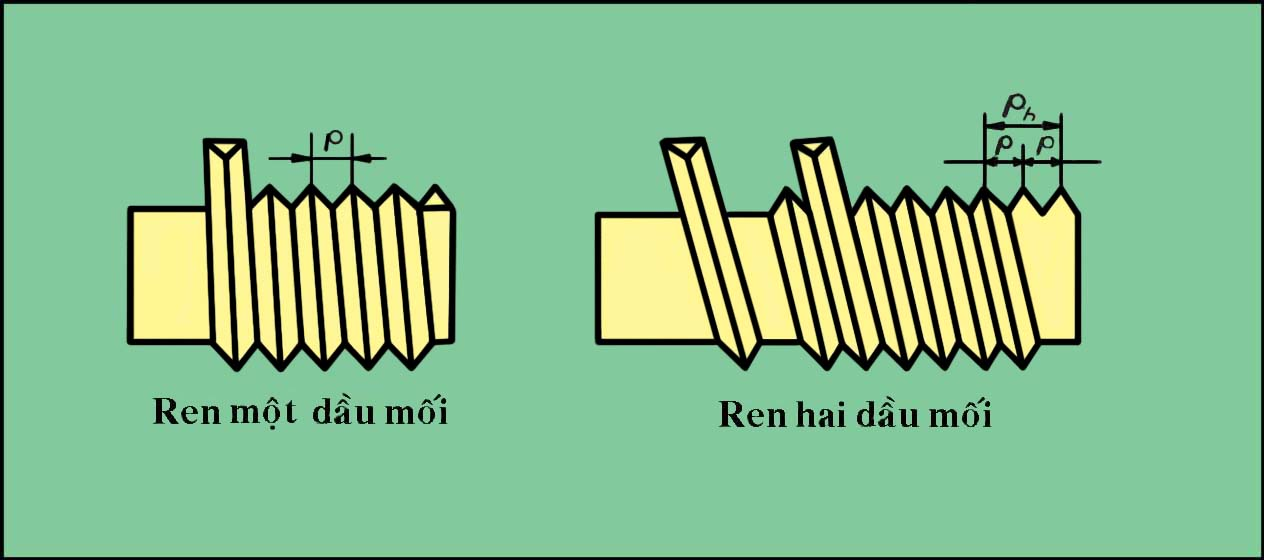 P
Ph
P P
Ren một dầu mối
Ren hai dầu mối